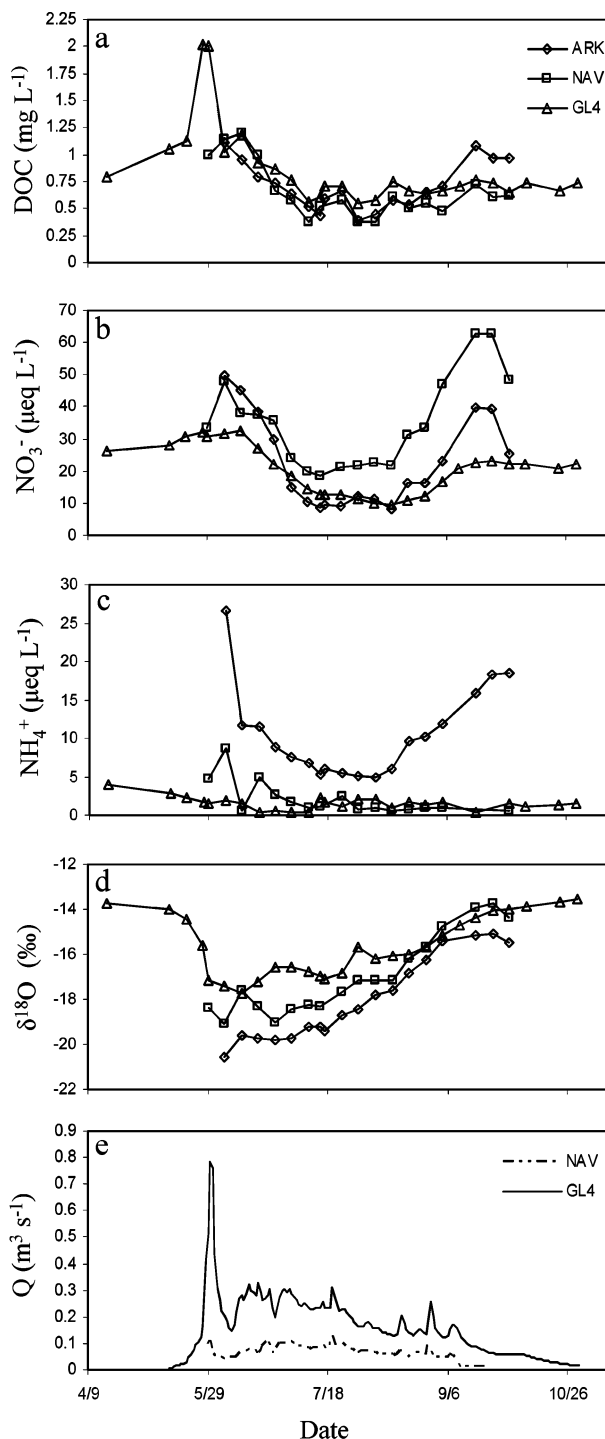 a
DOC (mg L⁻¹)
2.25
2
1.75
1.5
1.25
1
0.75
0.5
0.25
0
ARK
NAV
GL4
b
NO₃⁻ (µeq L⁻¹)
70
60
50
40
30
20
10
0
c
NH₄⁺ (µeq L⁻¹)
30
25
20
15
10
5
0
d
δ¹⁸O (‰)
-12
-14
-16
-18
-20
-22
e
Q (m³ s⁻¹)
0.9
0.8
0.7
0.6
0.5
0.4
0.3
0.2
0.1
0
NAV
GL4
4/9 5/29 7/18 9/6 10/26
Date